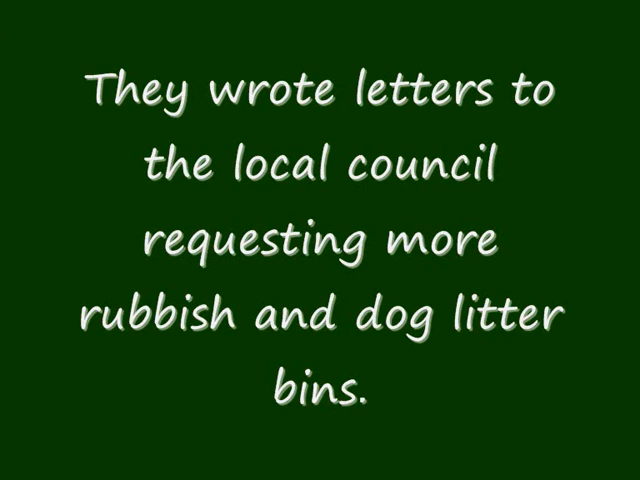 They wrote letters to
the local council
requesting more
rubbish and dog litter
bins.